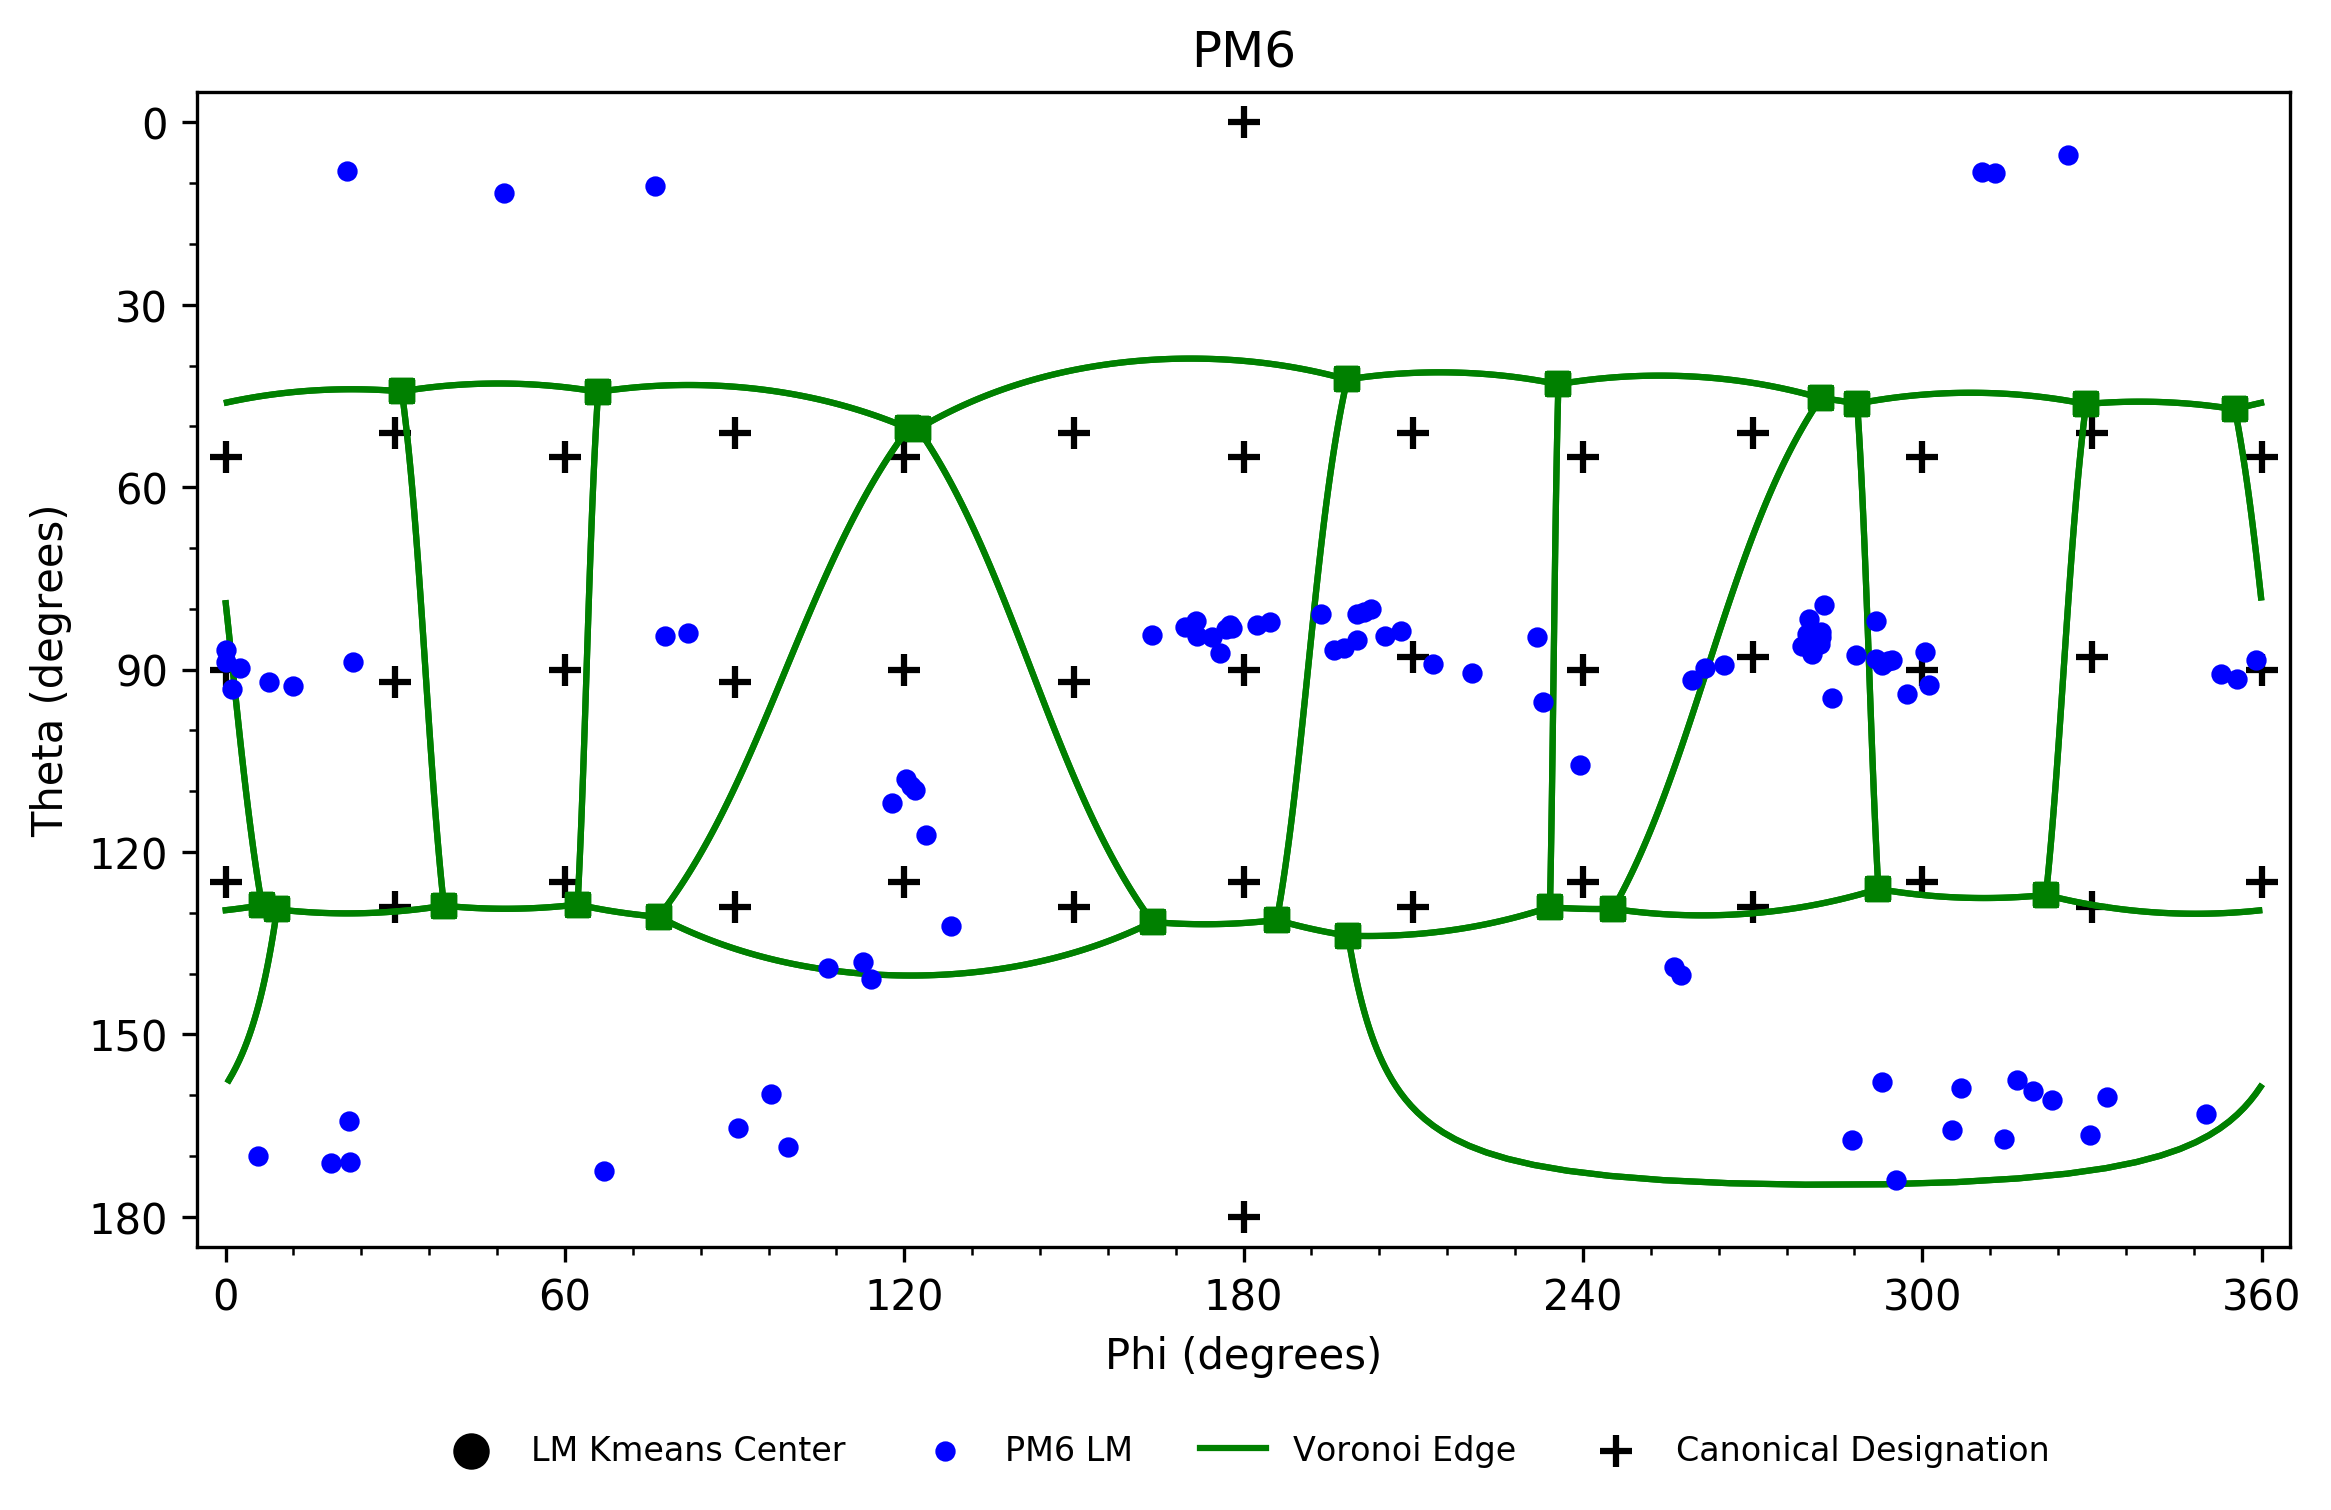 PM6
0
30
60
90
120
150
180
Theta (degrees)
0 60 120 180 240 300 360
Phi (degrees)
LM Kmeans Center PM6 LM Voronoi Edge Canonical Designation